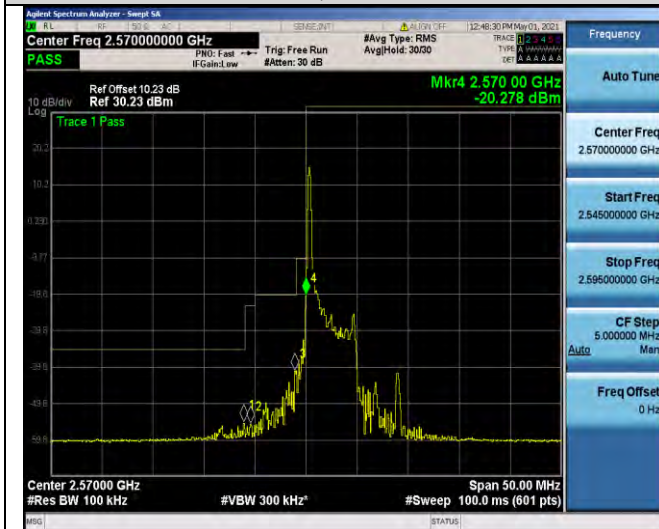 Agilent Spectrum Analyzer - Swept SA
RL RF 50 Ω AC SENSE:INT ALIGN OFF 12:48:30 PM May 01, 2021
Center Freq 2.570000000 GHz
PASS
PNO: Fast
IFGain:Low
Trig: Free Run
#Atten: 30 dB
#Avg Type: RMS
Avg|Hold: 30/30
TRACE 1 2 3 4 5 6
TYPE A
DET A A A A A A
Ref Offset 10.23 dB
10 dB/div Ref 30.23 dBm
Log
Mkr4 2.570 00 GHz
-20.278 dBm
Trace 1 Pass
20.2
10.2
0.230
-9.77
-19.8
-29.8
-39.8
-49.8
-59.8
4
3
1 2
Center 2.57000 GHz
Span 50.00 MHz
#Res BW 100 kHz
#VBW 300 kHz*
#Sweep 100.0 ms (601 pts)
MSG
STATUS
Frequency
Auto Tune
Center Freq
2.570000000 GHz
Start Freq
2.545000000 GHz
Stop Freq
2.595000000 GHz
CF Step
5.000000 MHz
Auto Man
Freq Offset
0 Hz